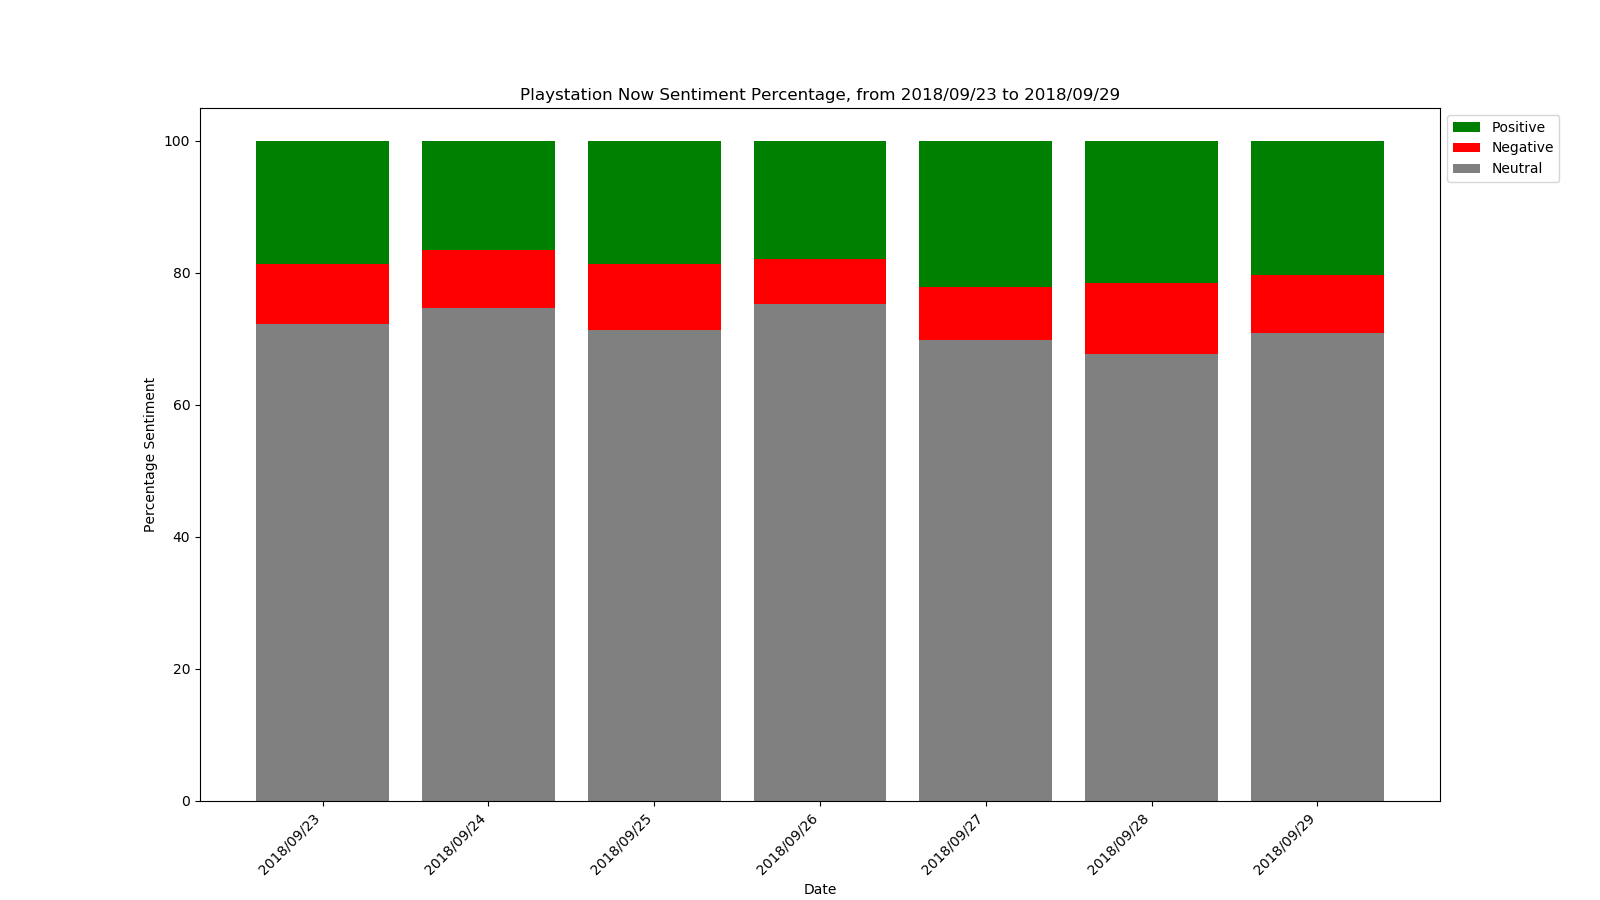 Playstation Now Sentiment Percentage, from 2018/09/23 to 2018/09/29
Positive
Negative
Neutral
Percentage Sentiment
100
80
60
40
20
0
2018/09/23
2018/09/24
2018/09/25
2018/09/26
2018/09/27
2018/09/28
2018/09/29
Date